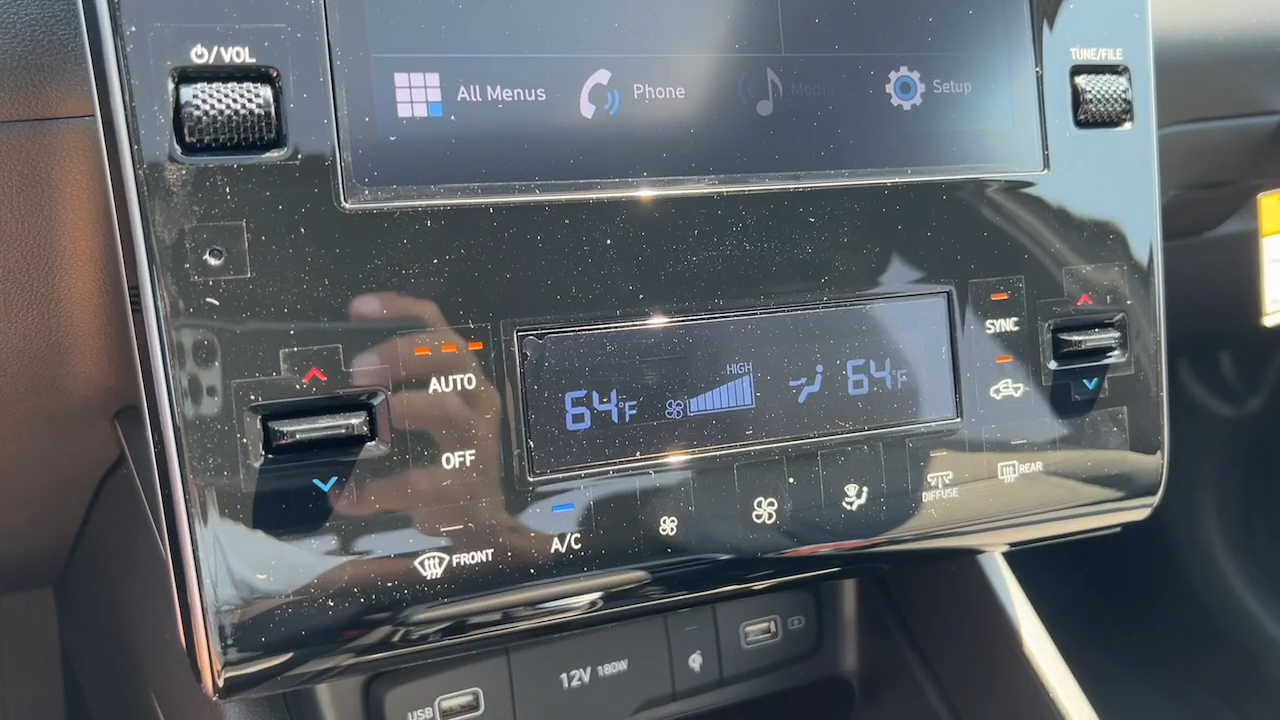 ⏻/VOL
TUNE/FILE
All Menus
Phone
Media
Setup
SYNC
AUTO
HIGH
64°F
64°F
OFF
REAR
DIFFUSE
A/C
FRONT
12V 180W
USB